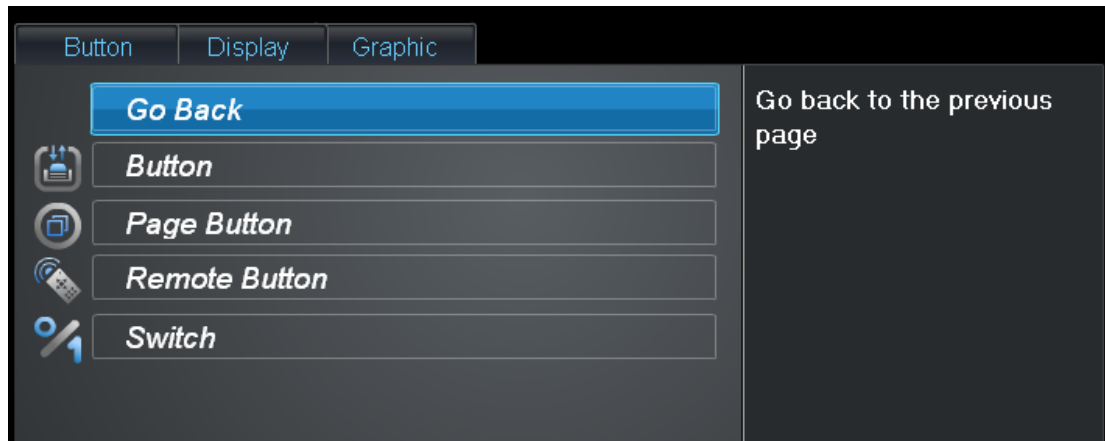 Button Display Graphic
Go Back
Button
Page Button
Remote Button
Switch
Go back to the previous
page